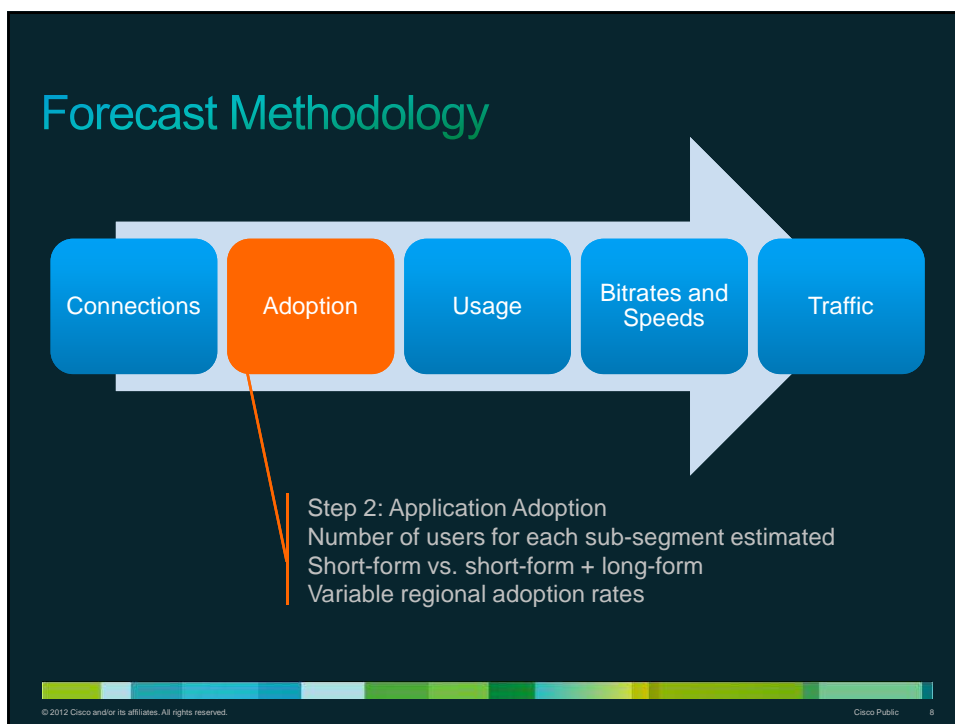 Forecast Methodology
Connections
Adoption
Usage
Bitrates and
Speeds
Traffic
Step 2: Application Adoption
Number of users for each sub-segment estimated
Short-form vs. short-form + long-form
Variable regional adoption rates
© 2012 Cisco and/or its affiliates. All rights reserved.
Cisco Public
8